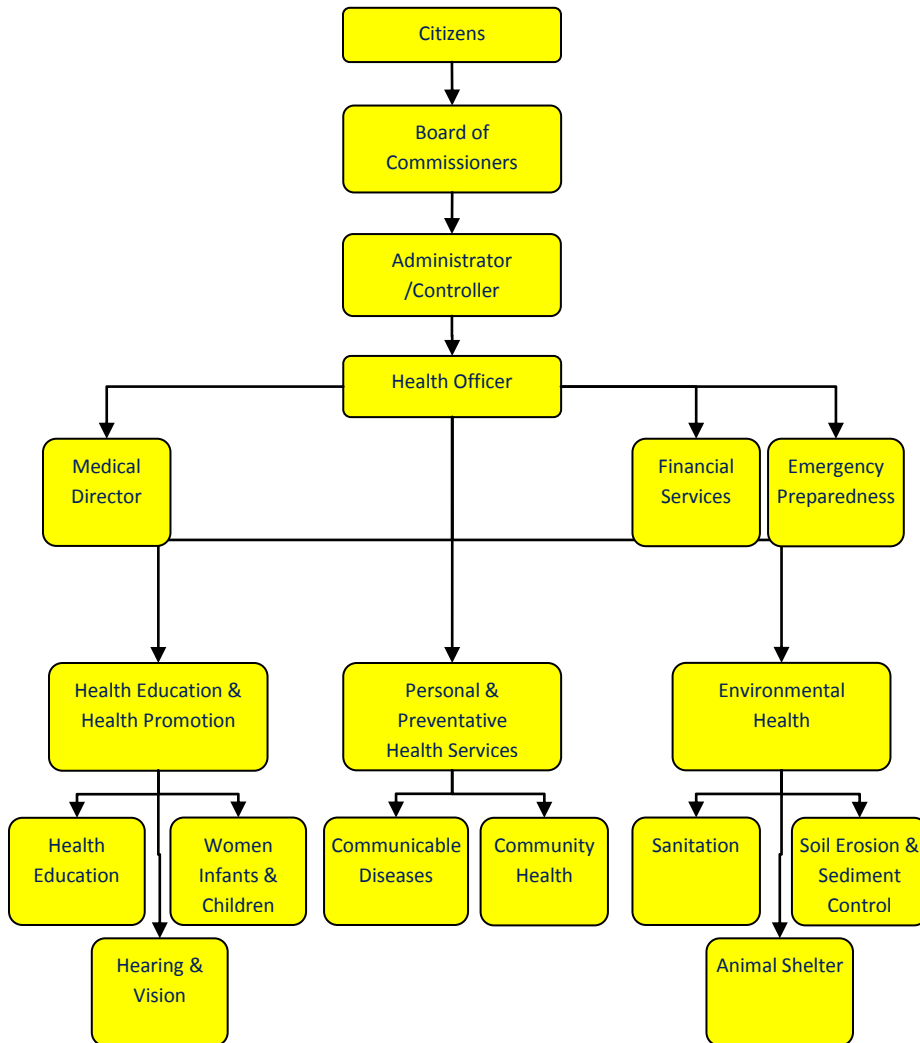 Citizens
Board of
Commissioners
Administrator
/Controller
Health Officer
Medical
Director
Financial
Services
Emergency
Preparedness
Health Education &
Health Promotion
Personal &
Preventative
Health Services
Environmental
Health
Health
Education
Women
Infants &
Children
Communicable
Diseases
Community
Health
Sanitation
Soil Erosion &
Sediment
Control
Hearing &
Vision
Animal Shelter